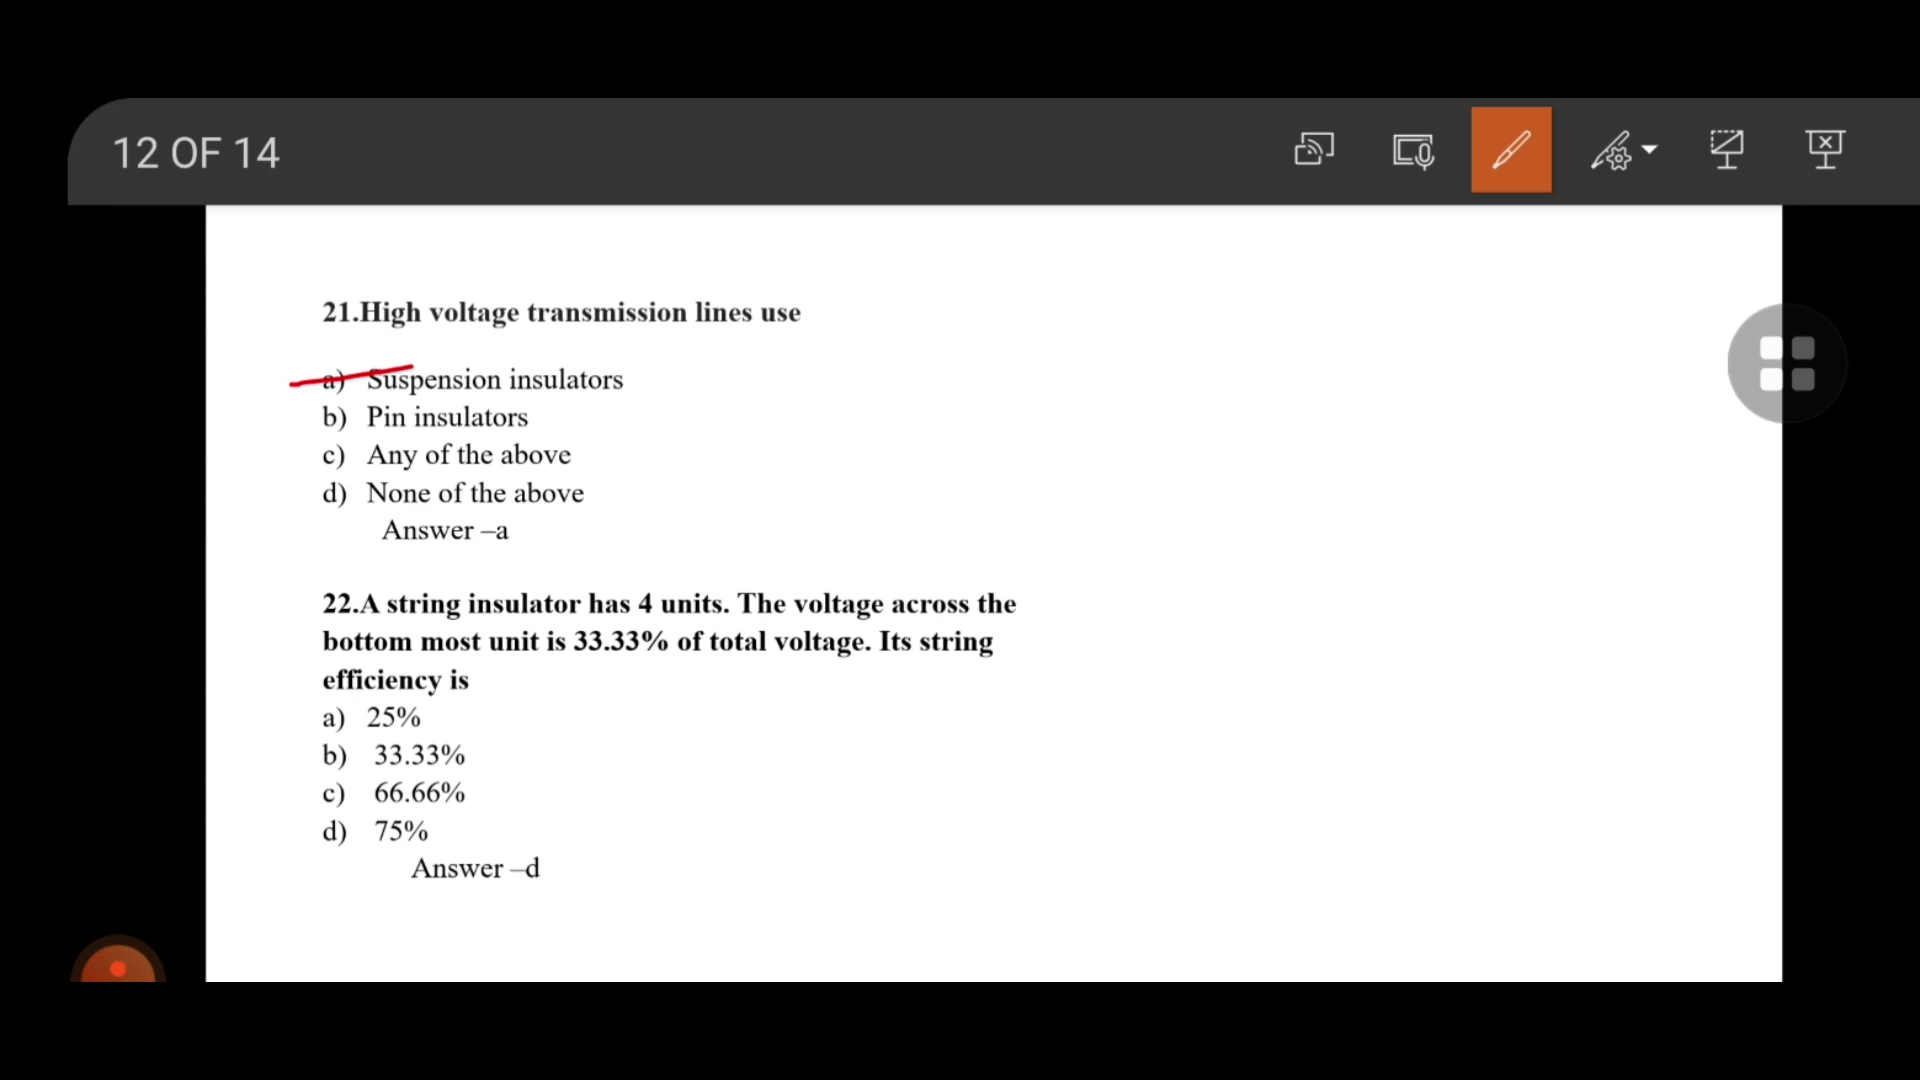 12 OF 14
21.High voltage transmission lines use
a) Suspension insulators
b) Pin insulators
c) Any of the above
d) None of the above
Answer –a
22.A string insulator has 4 units. The voltage across the
bottom most unit is 33.33% of total voltage. Its string
efficiency is
a) 25%
b) 33.33%
c) 66.66%
d) 75%
Answer –d